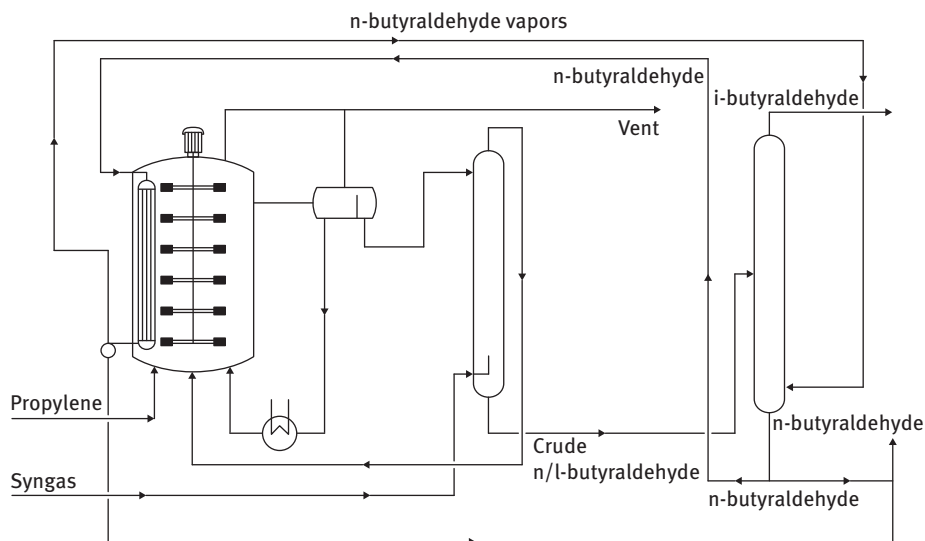 n-butyraldehyde vapors
n-butyraldehyde
i-butyraldehyde
Vent
Propylene
Crude
n/l-butyraldehyde
n-butyraldehyde
Syngas
n-butyraldehyde